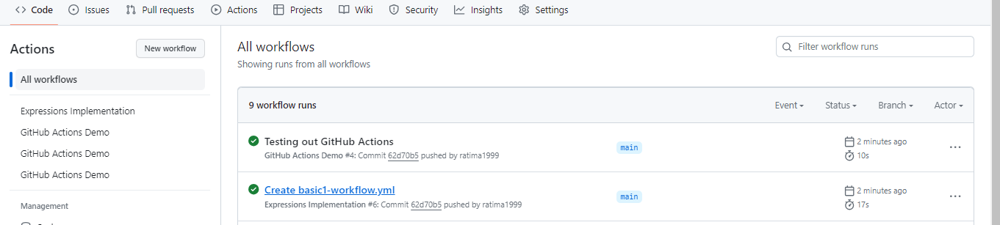 Code Issues Pull requests Actions Projects Wiki Security Insights Settings
Actions
New workflow
All workflows
Expressions Implementation
GitHub Actions Demo
GitHub Actions Demo
GitHub Actions Demo
Management
All workflows
Showing runs from all workflows
Filter workflow runs
9 workflow runs
Event Status Branch Actor
Testing out GitHub Actions
GitHub Actions Demo #4: Commit 62d70b5 pushed by ratima1999
main
2 minutes ago
10s
Create basic1-workflow.yml
Expressions Implementation #6: Commit 62d70b5 pushed by ratima1999
main
2 minutes ago
17s